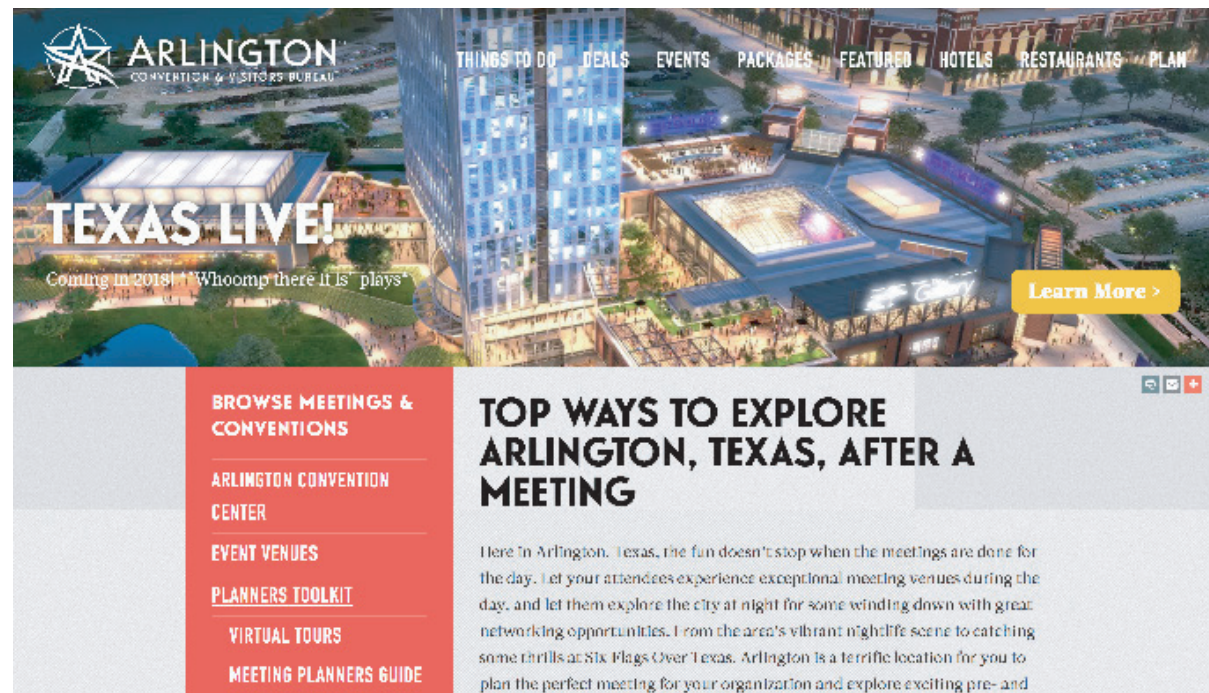 ARLINGTON
CONVENTION & VISITORS BUREAU
THINGS TO DO DEALS EVENTS PACKAGES FEATURED HOTELS RESTAURANTS PLAN
TEXAS LIVE!
Coming in 2018! *"Whoomp there it is" plays*
Learn More >
BROWSE MEETINGS &
CONVENTIONS
ARLINGTON CONVENTION
CENTER
EVENT VENUES
PLANNERS TOOLKIT
VIRTUAL TOURS
MEETING PLANNERS GUIDE
TOP WAYS TO EXPLORE
ARLINGTON, TEXAS, AFTER A
MEETING
Here in Arlington, Texas, the fun doesn't stop when the meetings are done for
the day. Let your attendees experience exceptional meeting venues during the
day, and let them explore the city at night for some winding down with great
networking opportunities. From the area's vibrant nightlife scene to catching
some thrills at Six Flags Over Texas, Arlington is a terrific location for you to
plan the perfect meeting for your organization and explore exciting pre- and